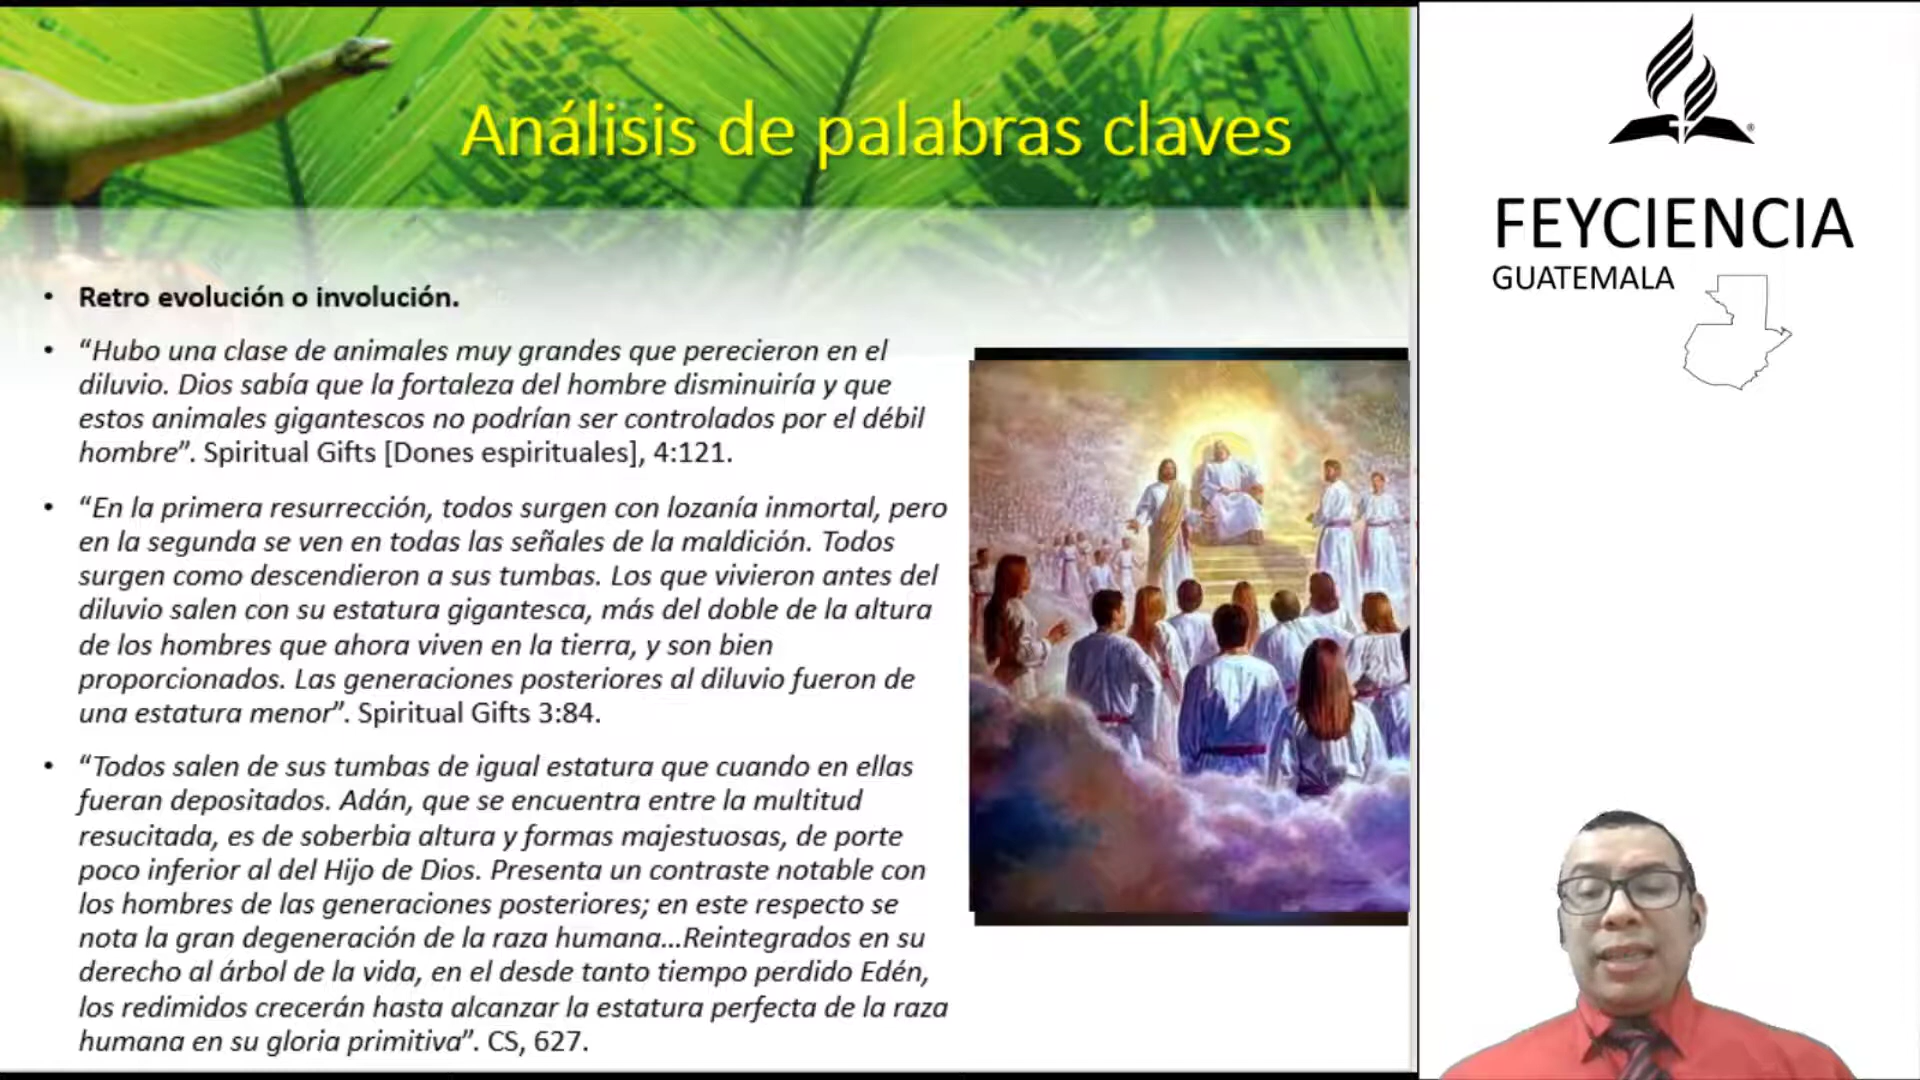 Análisis de palabras claves
• Retro evolución o involución.
• “Hubo una clase de animales muy grandes que perecieron en el
diluvio. Dios sabía que la fortaleza del hombre disminuiría y que
estos animales gigantescos no podrían ser controlados por el débil
hombre”. Spiritual Gifts [Dones espirituales], 4:121.
• “En la primera resurrección, todos surgen con lozanía inmortal, pero
en la segunda se ven en todas las señales de la maldición. Todos
surgen como descendieron a sus tumbas. Los que vivieron antes del
diluvio salen con su estatura gigantesca, más del doble de la altura
de los hombres que ahora viven en la tierra, y son bien
proporcionados. Las generaciones posteriores al diluvio fueron de
una estatura menor”. Spiritual Gifts 3:84.
• “Todos salen de sus tumbas de igual estatura que cuando en ellas
fueran depositados. Adán, que se encuentra entre la multitud
resucitada, es de soberbia altura y formas majestuosas, de porte
poco inferior al del Hijo de Dios. Presenta un contraste notable con
los hombres de las generaciones posteriores; en este respecto se
nota la gran degeneración de la raza humana...Reintegrados en su
derecho al árbol de la vida, en el desde tanto tiempo perdido Edén,
los redimidos crecerán hasta alcanzar la estatura perfecta de la raza
humana en su gloria primitiva”. CS, 627.
®
FEYCIENCIA
GUATEMALA